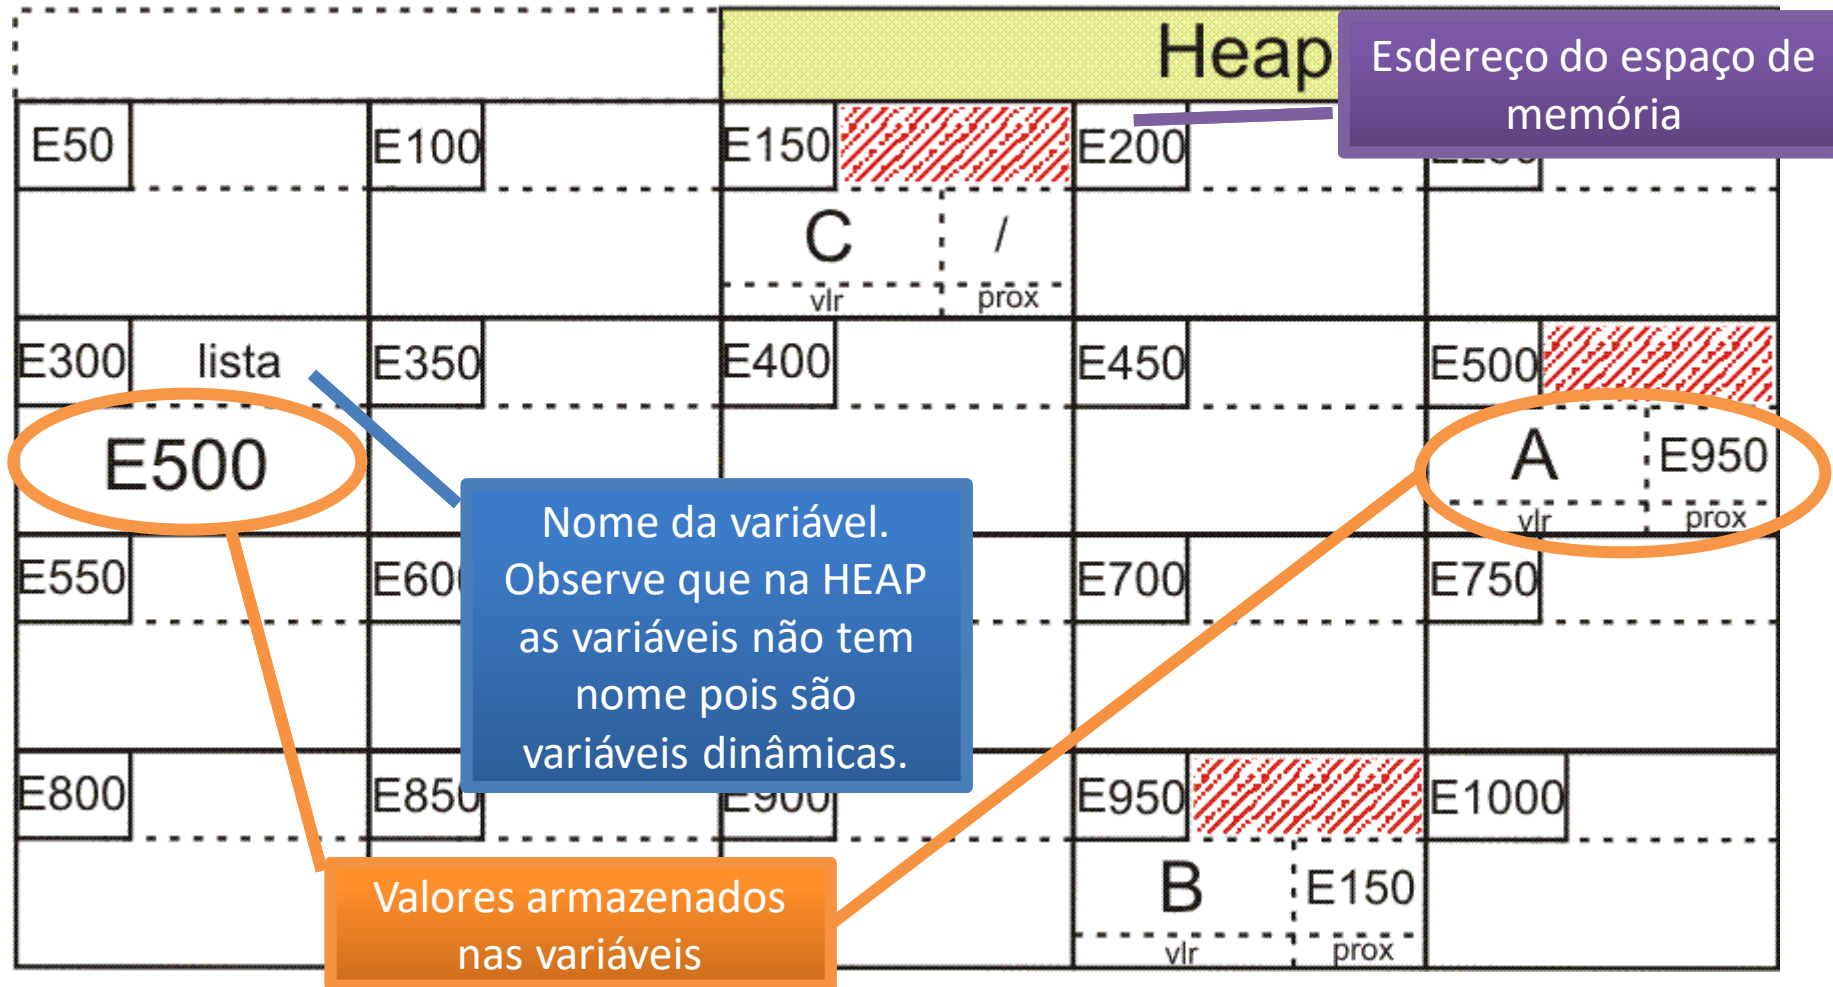 Heap
Esdereço do espaço de
memória
E50
E100
E150
E200
C
/
vlr
prox
E300
lista
E350
E400
E450
E500
E500
A
E950
vlr
prox
Nome da variável.
Observe que na HEAP
as variáveis não tem
nome pois são
variáveis dinâmicas.
E550
E700
E750
E800
E850
E900
E950
E1000
B
E150
vlr
prox
Valores armazenados
nas variáveis